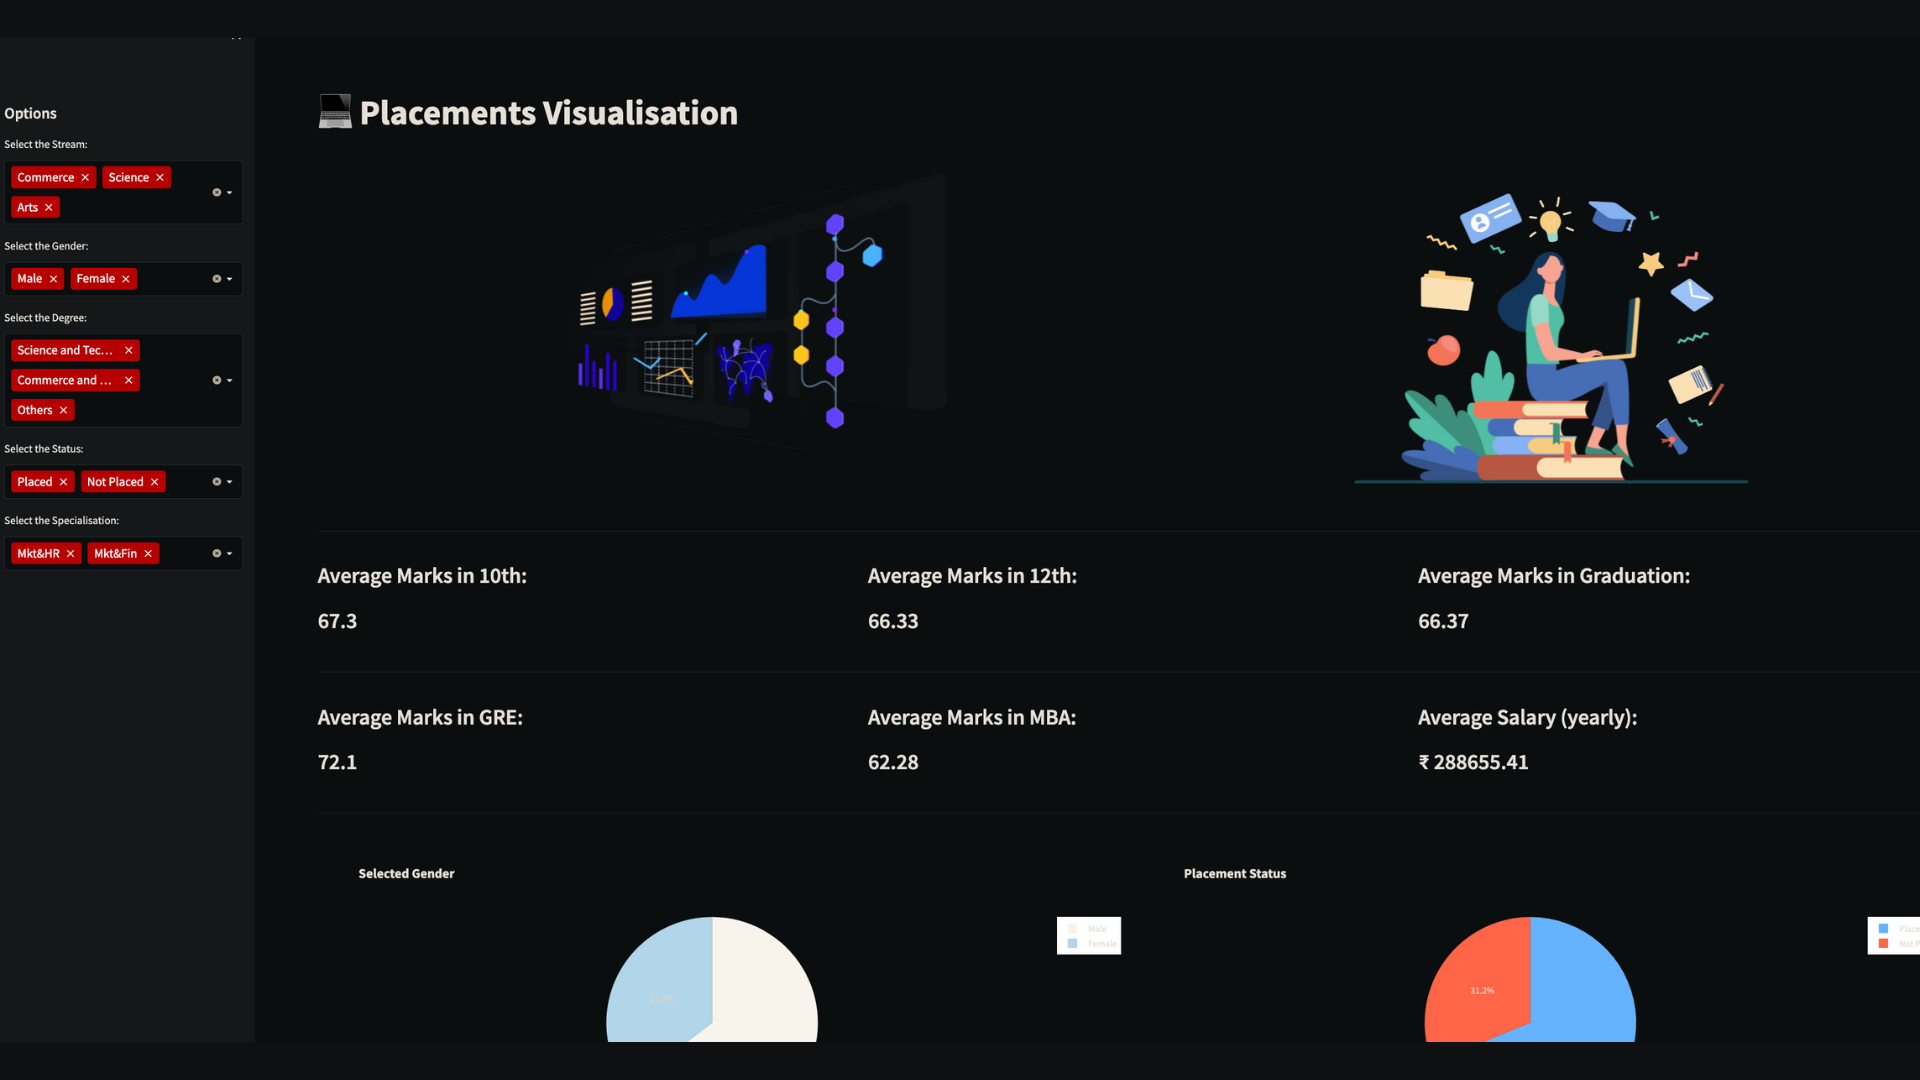 Options
Select the Stream:
Commerce
Science
Arts
Select the Gender:
Male
Female
Select the Degree:
Science and Tec...
Commerce and ...
Others
Select the Status:
Placed
Not Placed
Select the Specialisation:
Mkt&HR
Mkt&Fin
Placements Visualisation
Average Marks in 10th:
67.3
Average Marks in 12th:
66.33
Average Marks in Graduation:
66.37
Average Marks in GRE:
72.1
Average Marks in MBA:
62.28
Average Salary (yearly):
₹ 288655.41
Selected Gender
Male
Female
Placement Status
31.2%
Place
Not P